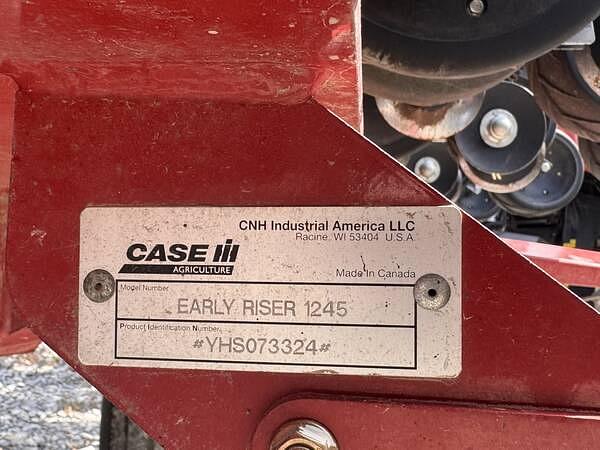 CNH Industrial America LLC
Racine, WI 53404 U.S.A.
CASE IH
AGRICULTURE
Made In Canada
Model Number
EARLY RISER 1245
Product Identification Number
#YHS073324#